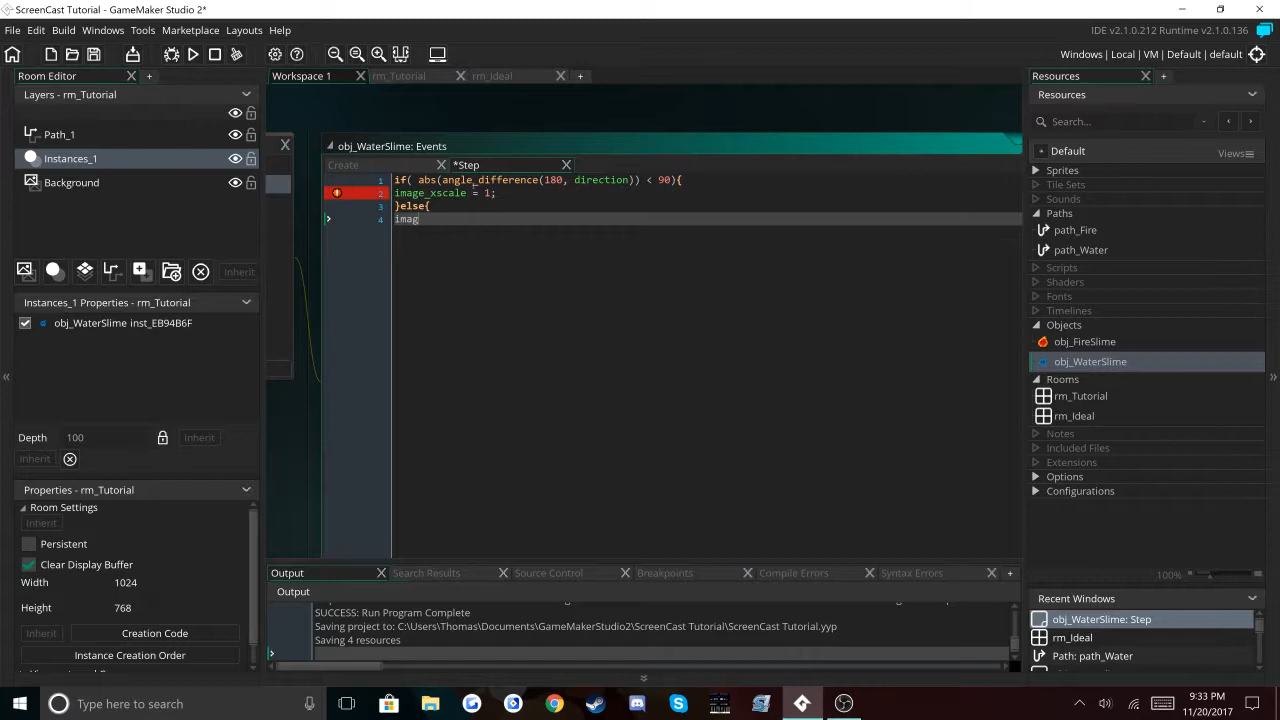 ScreenCast Tutorial - GameMaker Studio 2*
File Edit Build Windows Tools Marketplace Layouts Help
IDE v2.1.0.212 Runtime v2.1.0.136
Windows | Local | VM | Default | default
Room Editor
Workspace 1
rm_Tutorial
rm_Ideal
Resources
Layers - rm_Tutorial
Resources
Search...
Path_1
Instances_1
Background
obj_WaterSlime: Events
Create
*Step
1 if( abs(angle_difference(180, direction)) < 90){
2 image_xscale = 1;
3 }else{
4 imag
Default
Views
Sprites
Tile Sets
Sounds
Paths
path_Fire
path_Water
Scripts
Shaders
Fonts
Timelines
Objects
obj_FireSlime
obj_WaterSlime
Rooms
rm_Tutorial
rm_Ideal
Notes
Included Files
Extensions
Options
Configurations
100%
Inherit
Instances_1 Properties - rm_Tutorial
obj_WaterSlime inst_EB94B6F
Depth 100 Inherit
Inherit
Properties - rm_Tutorial
Room Settings
Inherit
Persistent
Clear Display Buffer
Width 1024
Height 768
Inherit Creation Code
Instance Creation Order
Output
Search Results
Source Control
Breakpoints
Compile Errors
Syntax Errors
Output
SUCCESS: Run Program Complete
Saving project to: C:\Users\Thomas\Documents\GameMakerStudio2\ScreenCast Tutorial\ScreenCast Tutorial.yyp
Saving 4 resources
Recent Windows
obj_WaterSlime: Step
rm_Ideal
Path: path_Water
Type here to search
9:33 PM
11/20/2017